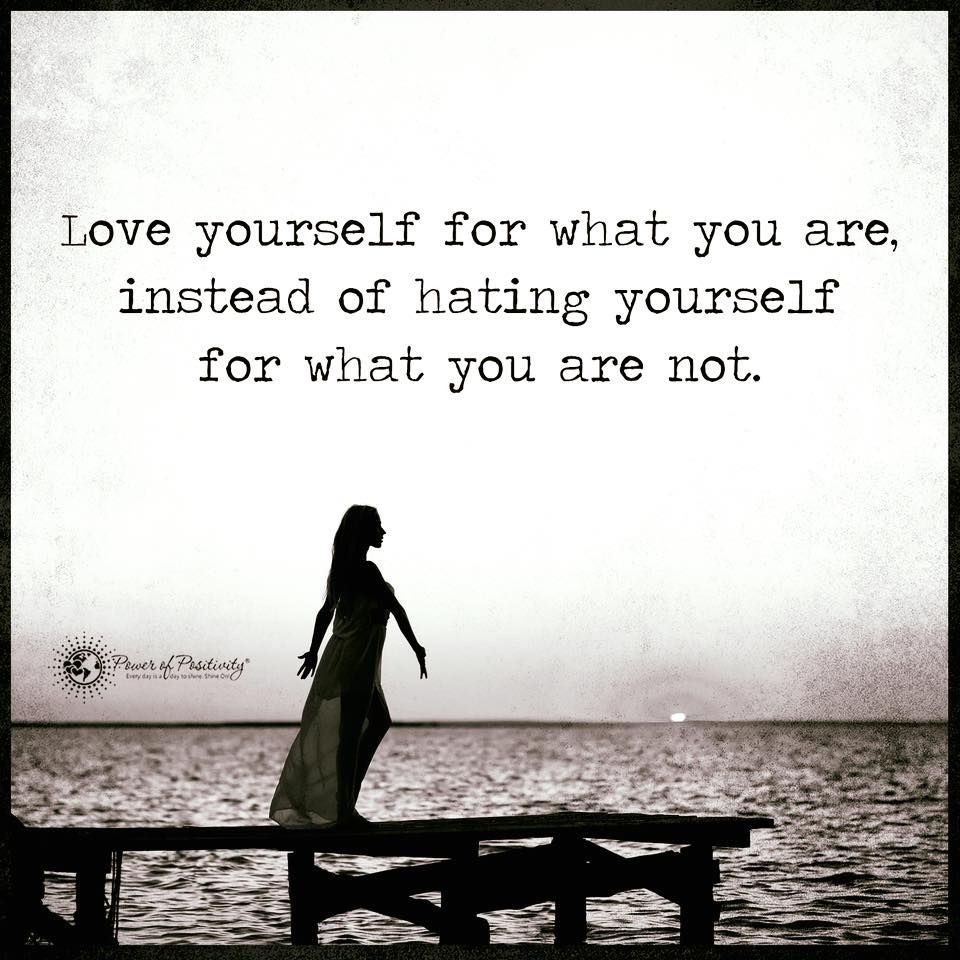 Love yourself for what you are,
instead of hating yourself
for what you are not.
Power of Positivity®
Every day is a day to shine. Shine On!